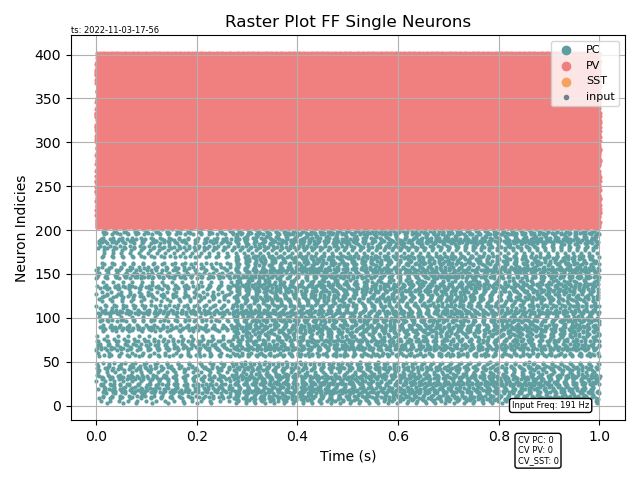 ts: 2022-11-03-17-56
Raster Plot FF Single Neurons
PC
PV
SST
input
Neuron Indicies
400
350
300
250
200
150
100
50
0
Input Freq: 191 Hz
0.0 0.2 0.4 0.6 0.8 1.0
Time (s)
CV PC: 0
CV PV: 0
CV_SST: 0